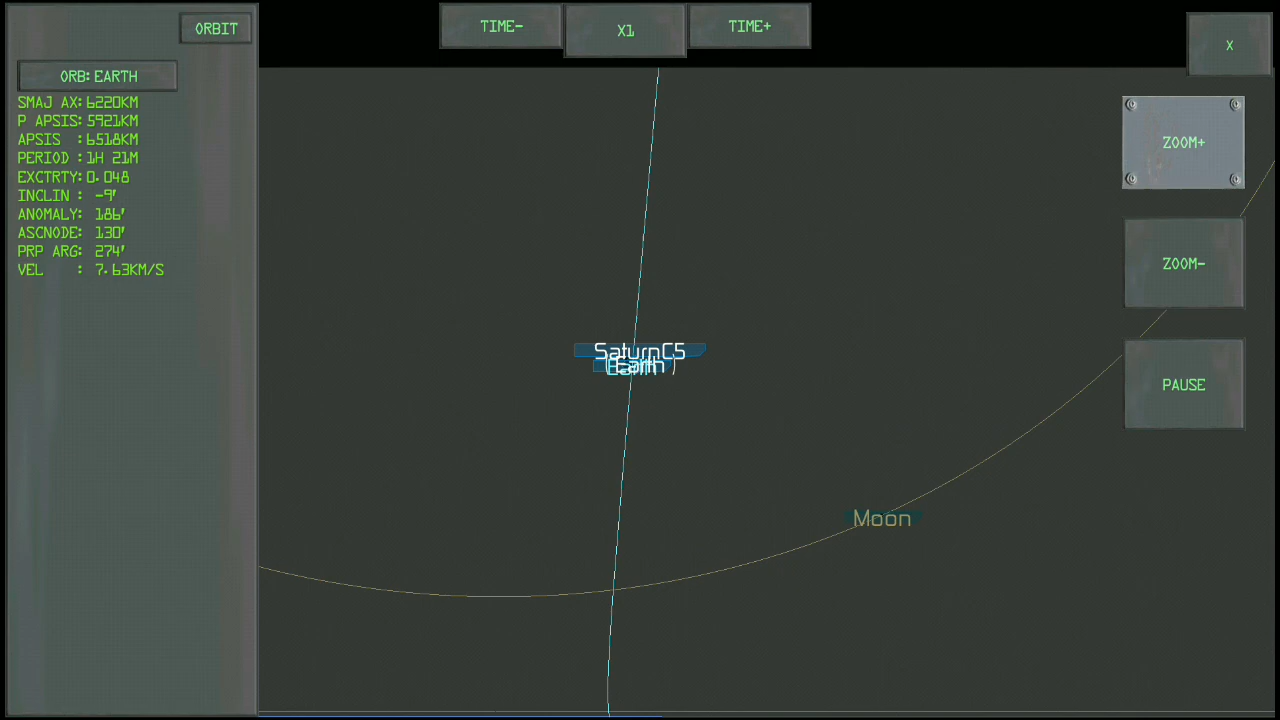 TIME-
X1
TIME+
ORBIT
X
ORB: EARTH
SMAJ AX: 6220KM
P APSIS: 5921KM
APSIS : 6518KM
PERIOD : 1H 21M
EXCTRTY: 0.048
INCLIN : -9'
ANOMALY: 186'
ASCNODE: 130'
PRP ARG: 274'
VEL : 7.63KM/S
ZOOM+
ZOOM-
PAUSE
SaturnC5
(Earth)
Earth
Moon